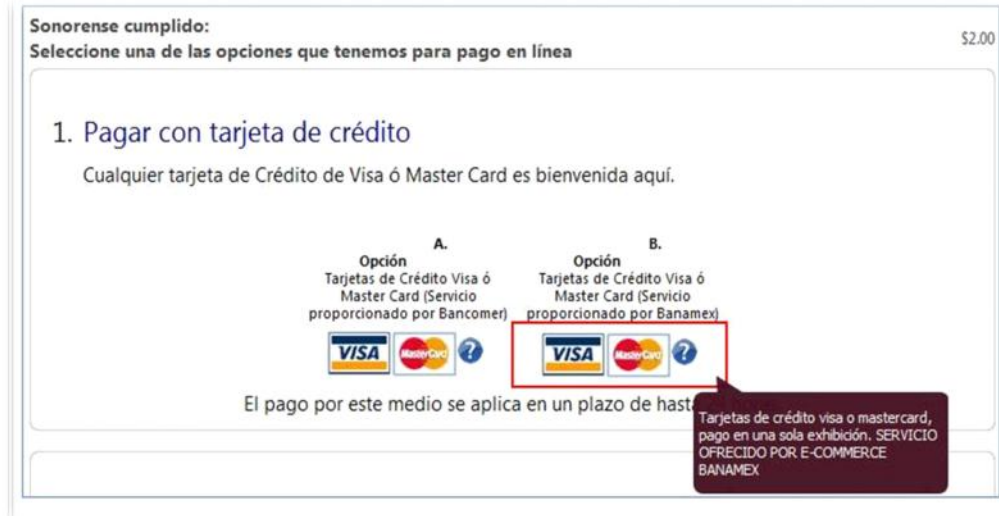 Sonorense cumplido:
Seleccione una de las opciones que tenemos para pago en línea
$2.00
1. Pagar con tarjeta de crédito
Cualquier tarjeta de Crédito de Visa ó Master Card es bienvenida aquí.
A.
Opción
Tarjetas de Crédito Visa ó
Master Card (Servicio
proporcionado por Bancomer)
VISA MasterCard ?
B.
Opción
Tarjetas de Crédito Visa ó
Master Card (Servicio
proporcionado por Banamex)
VISA MasterCard ?
El pago por este medio se aplica en un plazo de hasta
Tarjetas de crédito visa o mastercard,
pago en una sola exhibición. SERVICIO
OFRECIDO POR E-COMMERCE
BANAMEX